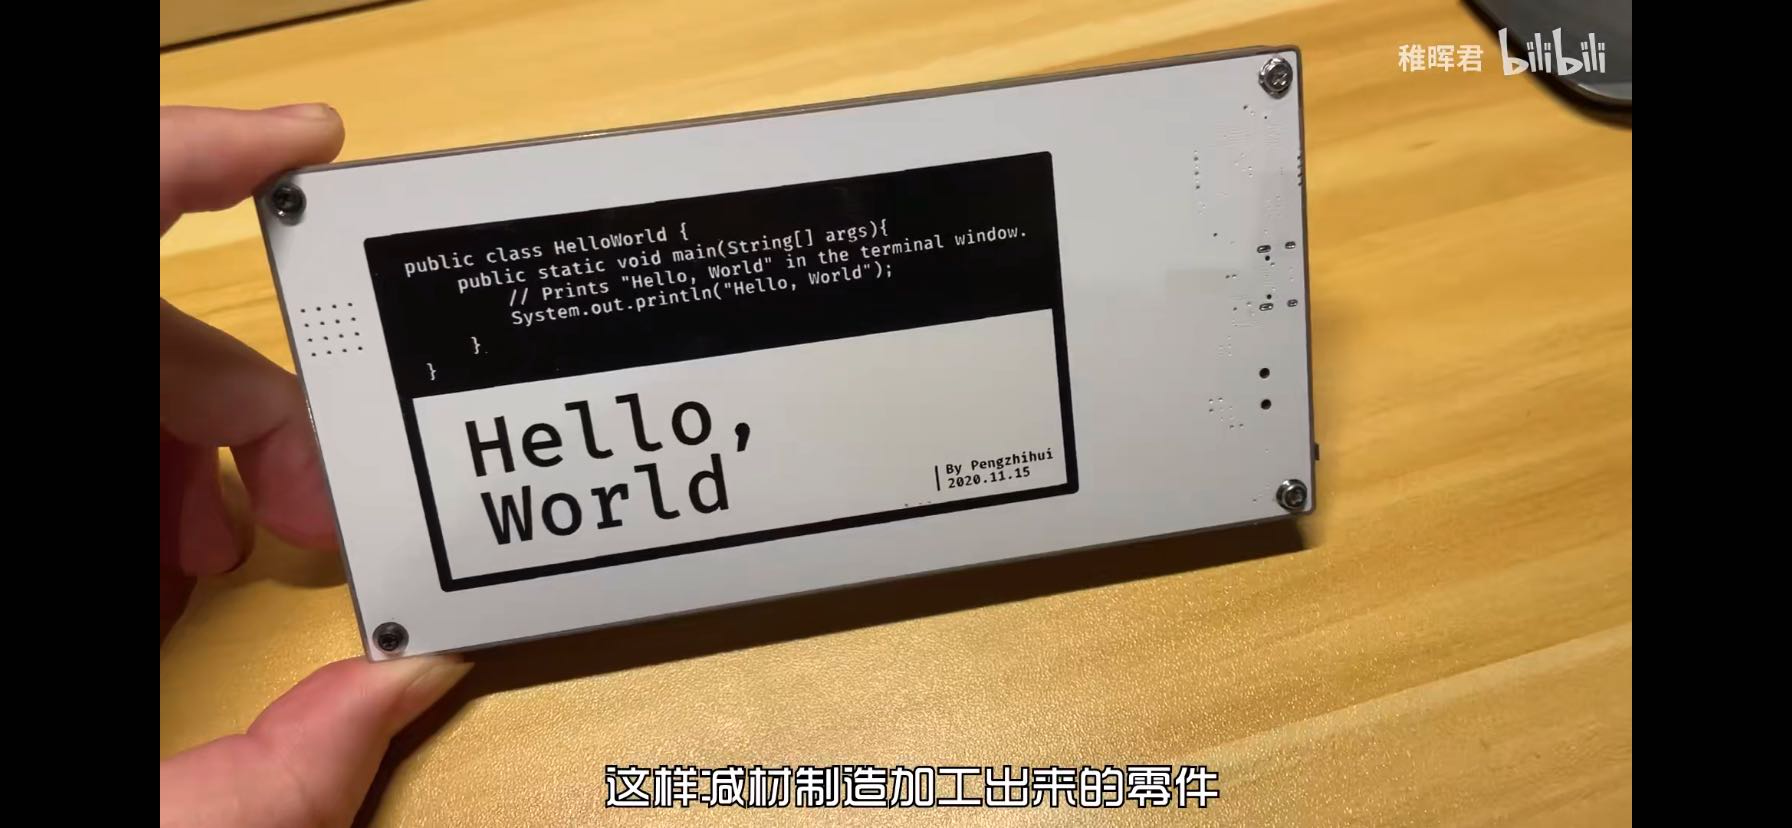 稚晖君 bilibili
public class HelloWorld {
public static void main(String[] args){
// Prints "Hello, World" in the terminal window.
System.out.println("Hello, World");
}
}
Hello,
World
By Pengzhihui
2020.11.15
这样减材制造加工出来的零件